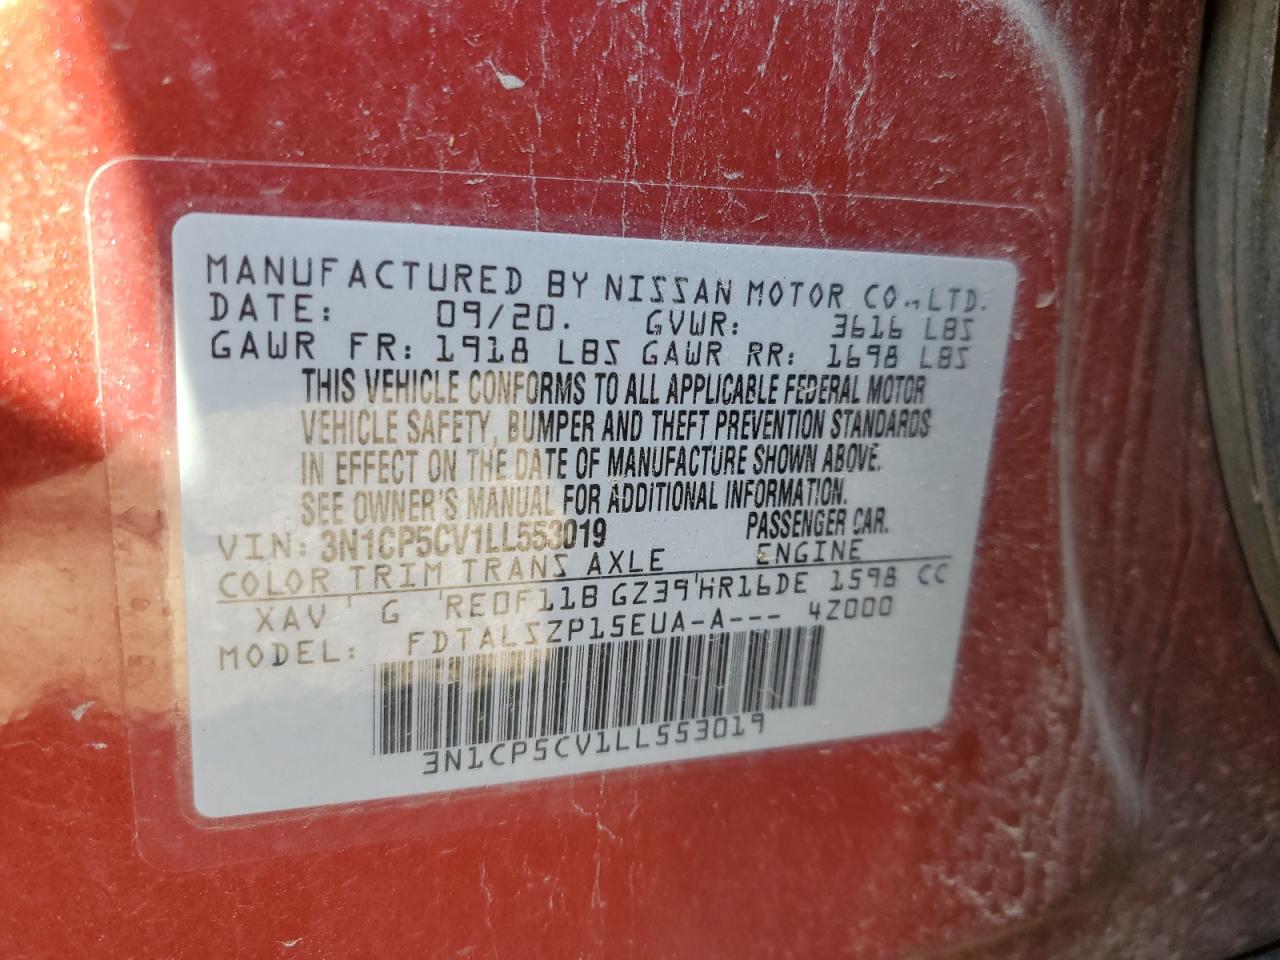 MANUFACTURED BY NISSAN MOTOR CO., LTD.
DATE: 09/20. GVWR: 3616 LBS
GAWR FR: 1918 LBS GAWR RR: 1698 LBS
THIS VEHICLE CONFORMS TO ALL APPLICABLE FEDERAL MOTOR
VEHICLE SAFETY, BUMPER AND THEFT PREVENTION STANDARDS
IN EFFECT ON THE DATE OF MANUFACTURE SHOWN ABOVE.
SEE OWNER'S MANUAL FOR ADDITIONAL INFORMATION.
VIN: 3N1CP5CV1LL553019 PASSENGER CAR.
COLOR TRIM TRANS AXLE ENGINE
XAV G RE0F11B GZ39 HR16DE 1598 CC
MODEL: FDTALSZP15EUA-A--- 4Z000
3N1CP5CV1LL553019